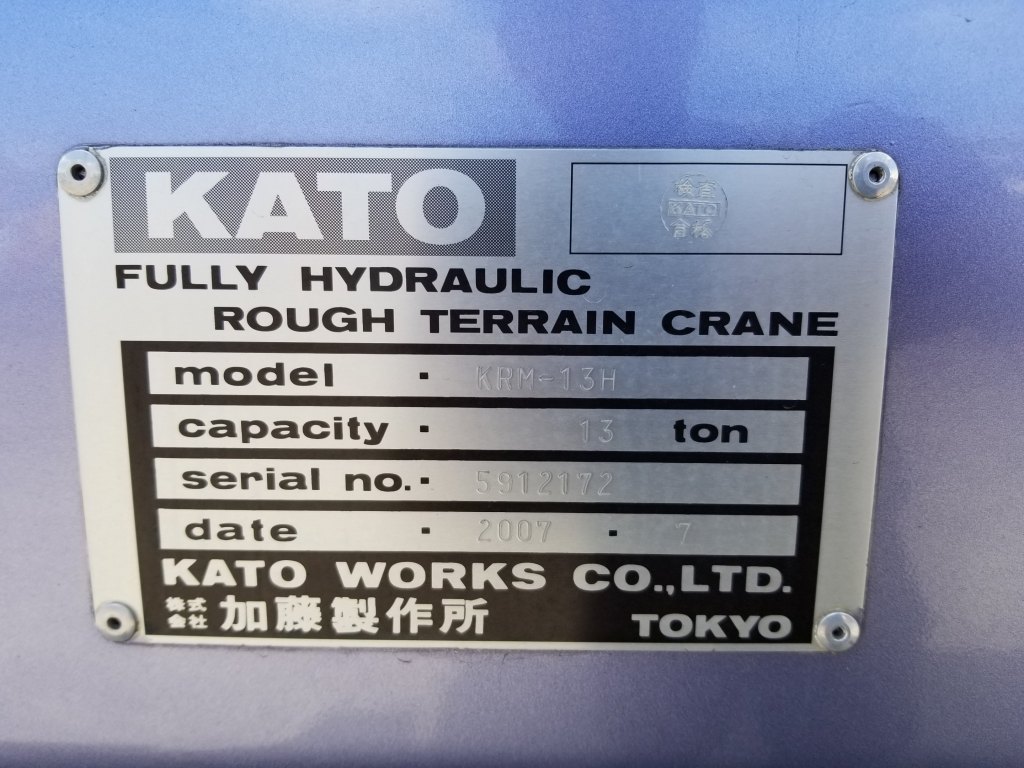 KATO
KATO
FULLY HYDRAULIC
ROUGH TERRAIN CRANE
model · KRM-13H
capacity · 13 ton
serial no. · 5912172
date · 2007 · 7
KATO WORKS CO.,LTD.
株式会社 加藤製作所 TOKYO